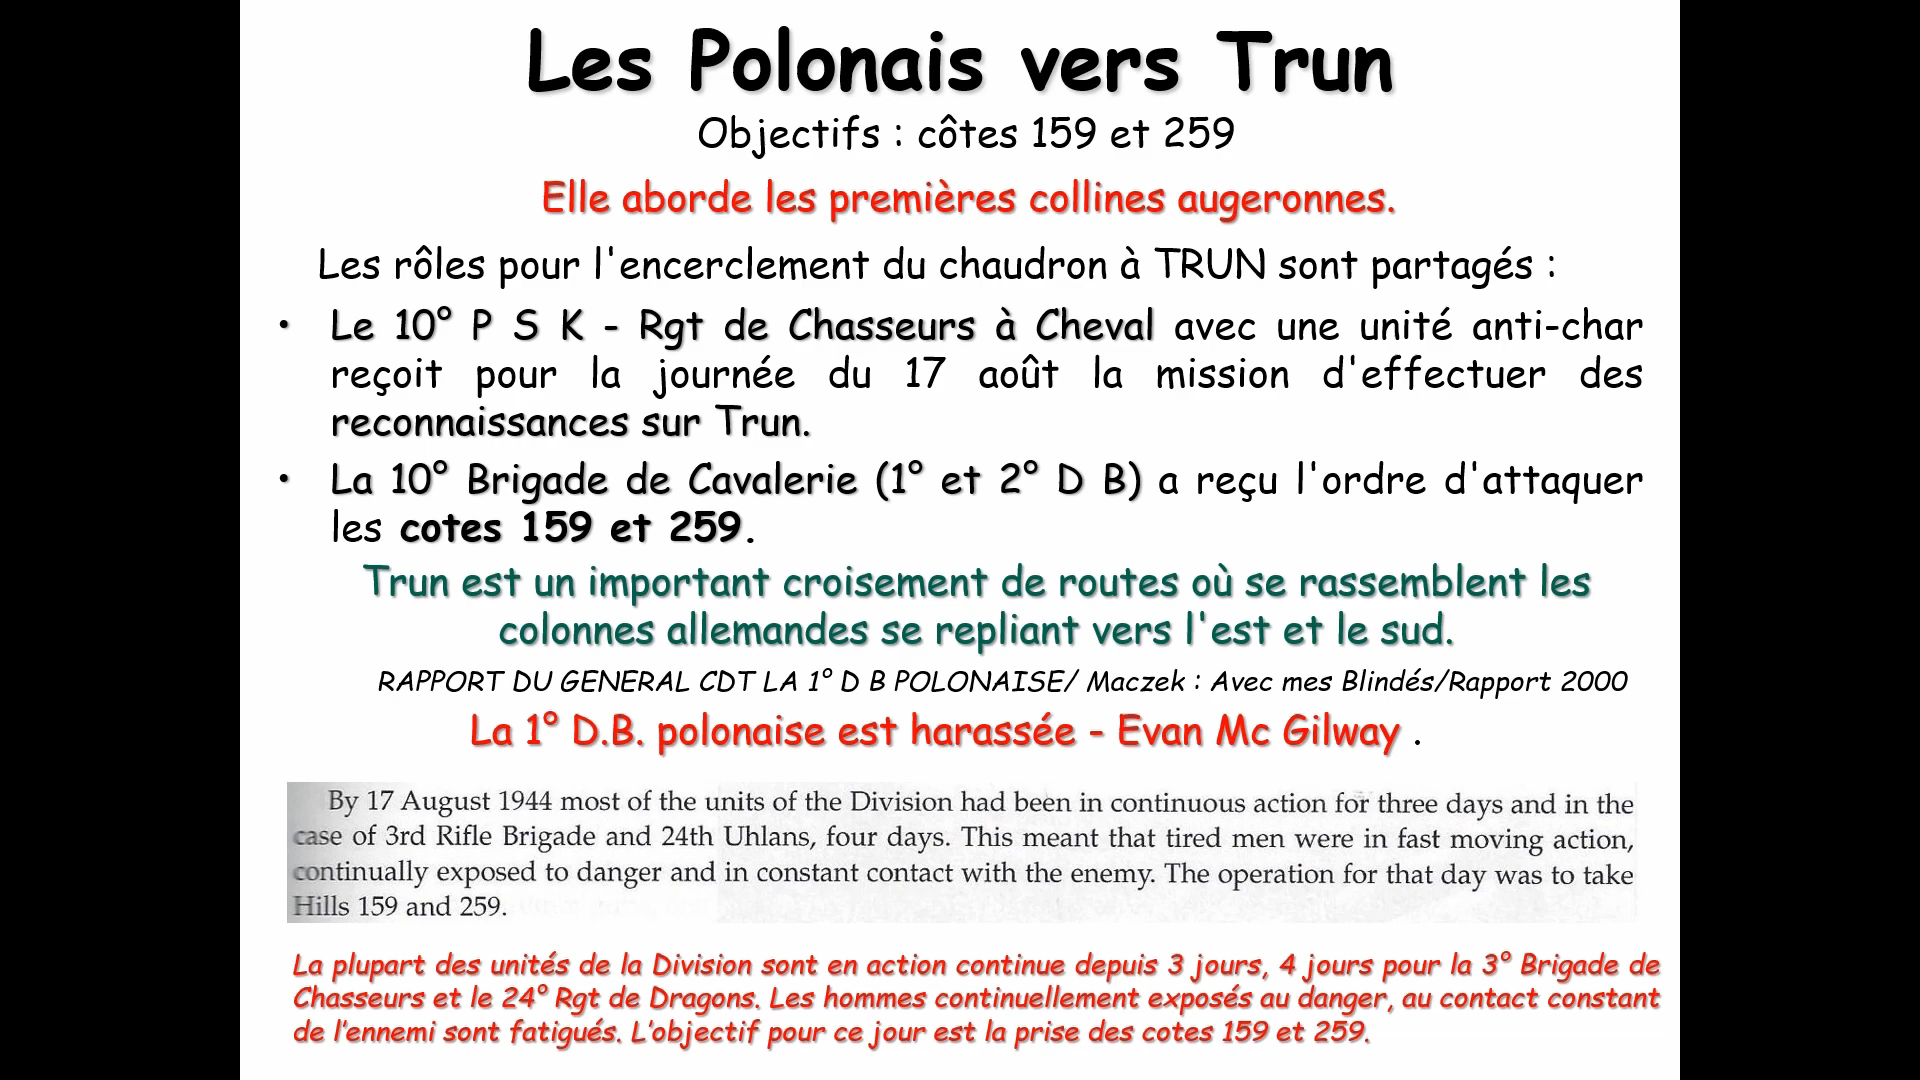 Les Polonais vers Trun
Objectifs : côtes 159 et 259
Elle aborde les premières collines augeronnes.
Les rôles pour l'encerclement du chaudron à TRUN sont partagés :
• Le 10° P S K - Rgt de Chasseurs à Cheval avec une unité anti-char
reçoit pour la journée du 17 août la mission d'effectuer des
reconnaissances sur Trun.
• La 10° Brigade de Cavalerie (1° et 2° D B) a reçu l'ordre d'attaquer
les cotes 159 et 259.
Trun est un important croisement de routes où se rassemblent les
colonnes allemandes se repliant vers l'est et le sud.
RAPPORT DU GENERAL CDT LA 1° D B POLONAISE/ Maczek : Avec mes Blindés/Rapport 2000
La 1° D.B. polonaise est harassée - Evan Mc Gilway .
By 17 August 1944 most of the units of the Division had been in continuous action for three days and in the
case of 3rd Rifle Brigade and 24th Uhlans, four days. This meant that tired men were in fast moving action,
continually exposed to danger and in constant contact with the enemy. The operation for that day was to take
Hills 159 and 259.
La plupart des unités de la Division sont en action continue depuis 3 jours, 4 jours pour la 3° Brigade de
Chasseurs et le 24° Rgt de Dragons. Les hommes continuellement exposés au danger, au contact constant
de l’ennemi sont fatigués. L’objectif pour ce jour est la prise des cotes 159 et 259.